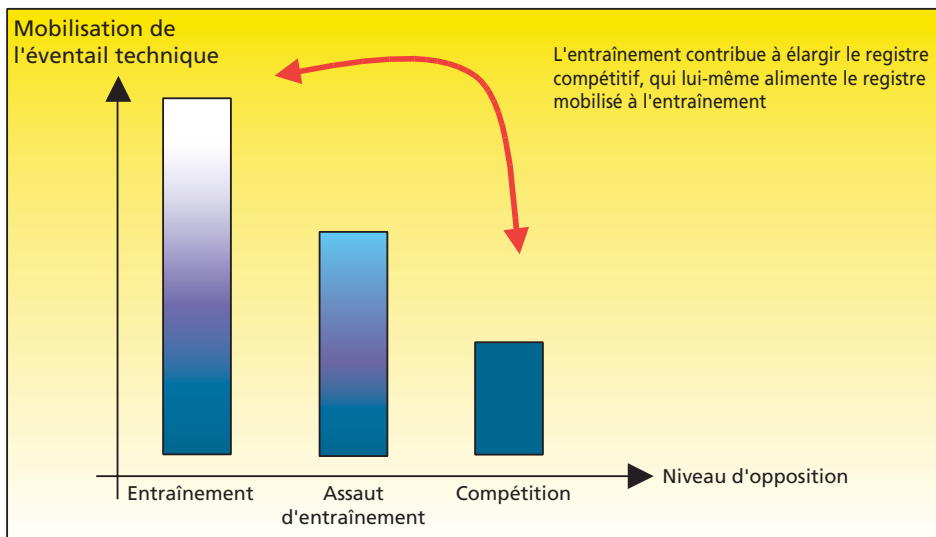 Mobilisation de
l'éventail technique
L'entraînement contribue à élargir le registre
compétitif, qui lui-même alimente le registre
mobilisé à l'entraînement
Niveau d'opposition
Entraînement
Assaut
d'entraînement
Compétition